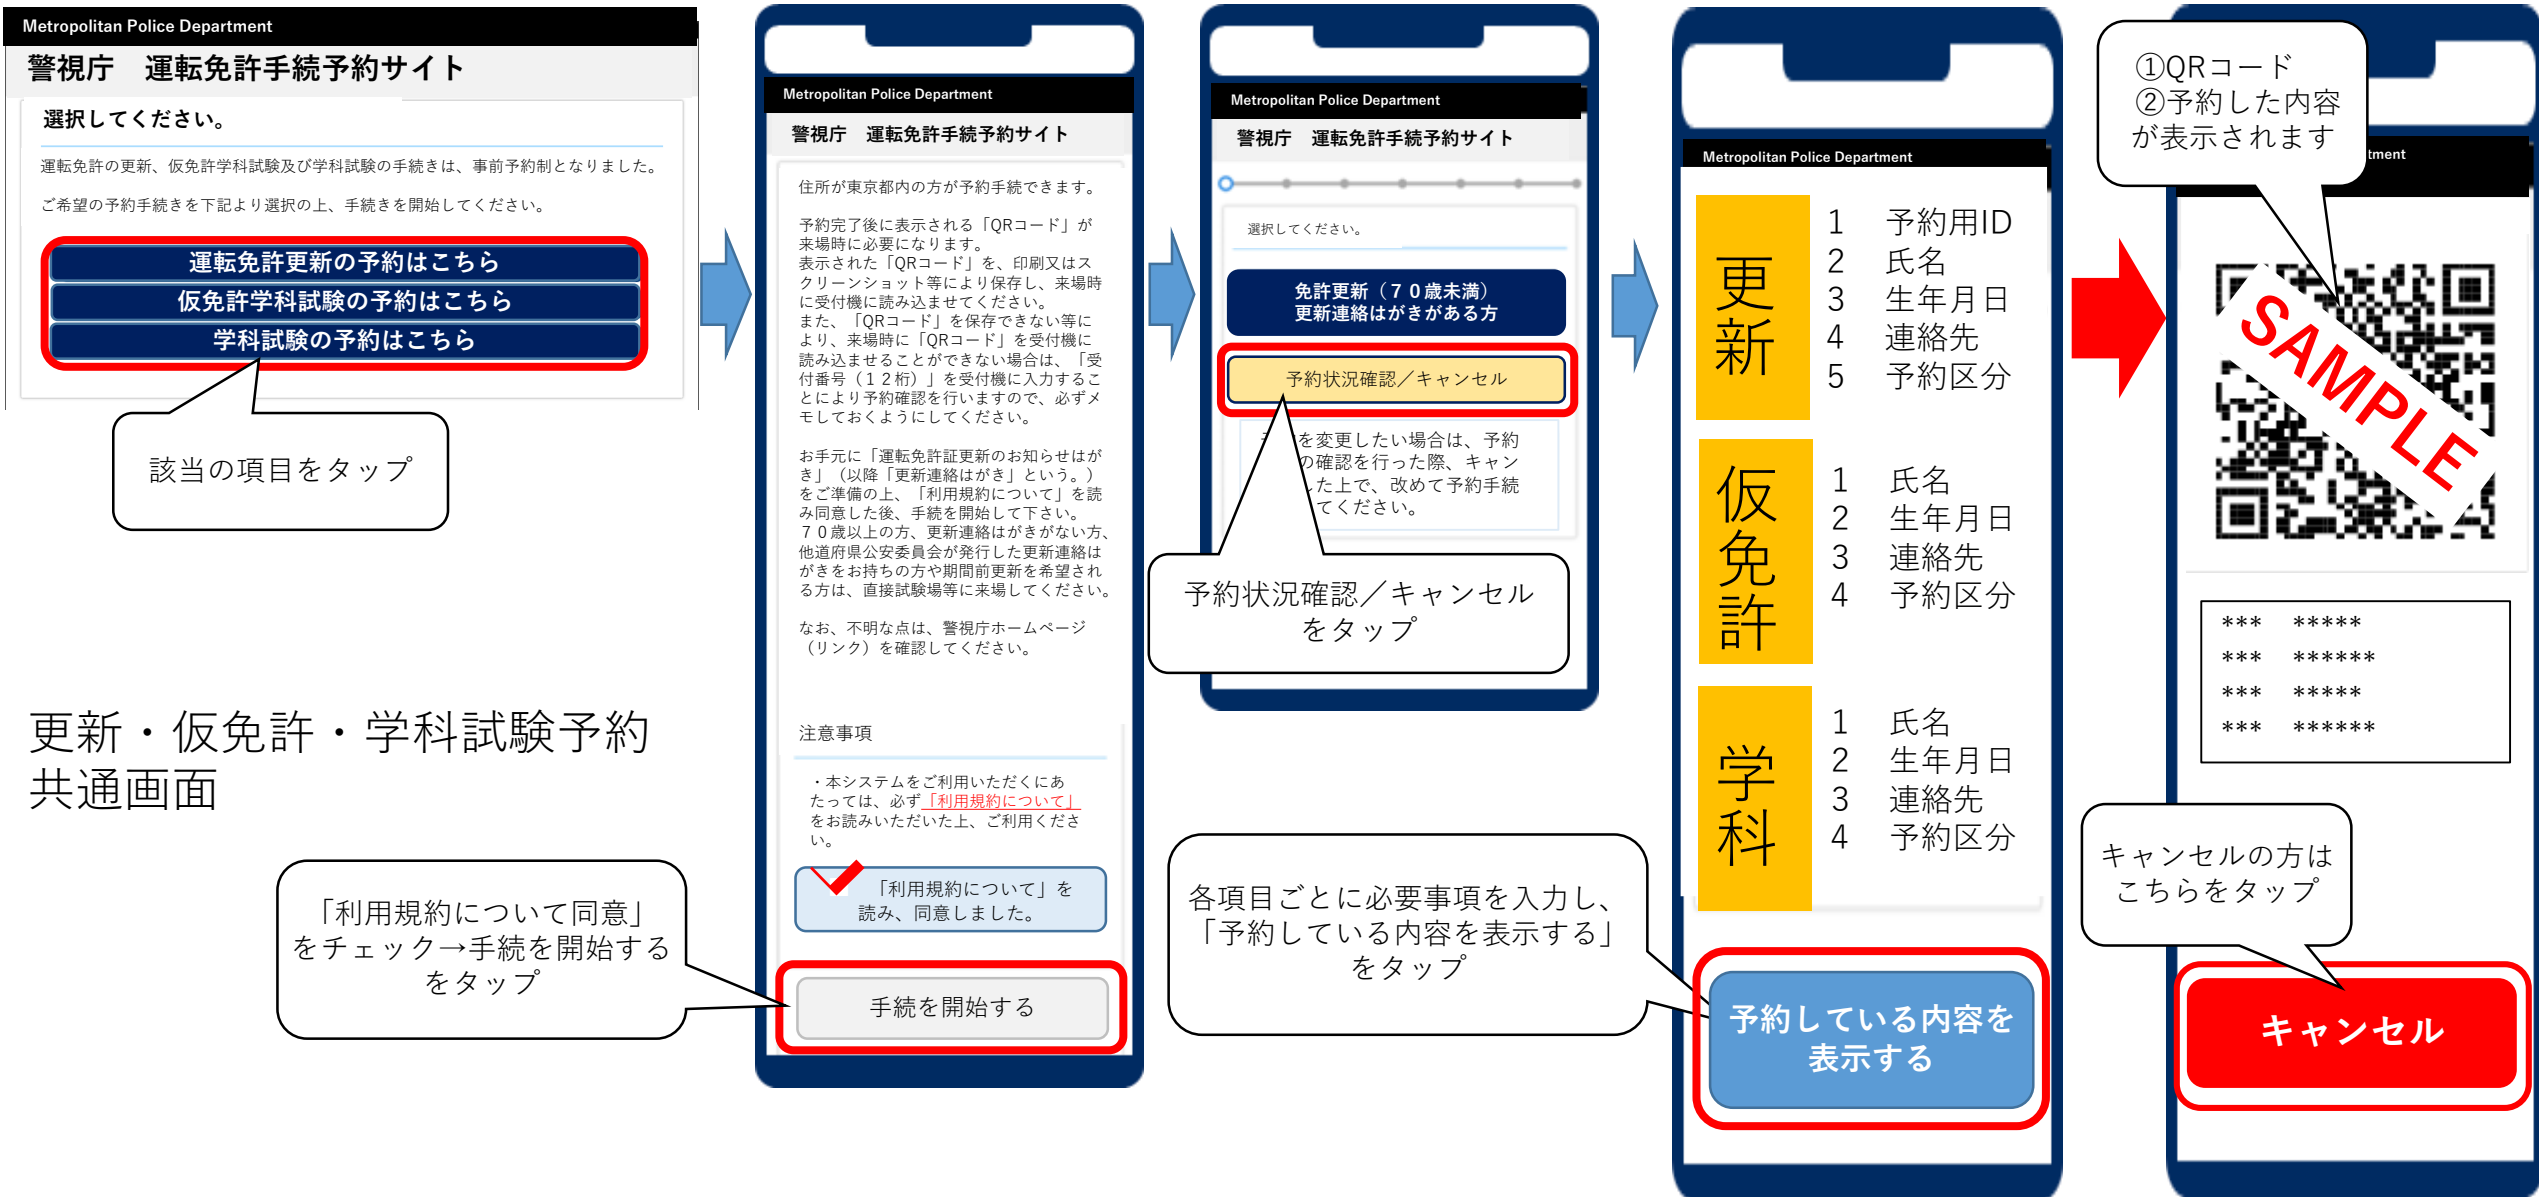 Metropolitan Police Department
警視庁　運転免許手続予約サイト
選択してください。
運転免許の更新、仮免許学科試験及び学科試験の手続きは、事前予約制となりました。
ご希望の予約手続きを下記より選択の上、手続きを開始してください。
運転免許更新の予約はこちら
仮免許学科試験の予約はこちら
学科試験の予約はこちら
該当の項目をタップ
更新・仮免許・学科試験予約
共通画面
「利用規約について同意」
をチェック→手続を開始する
をタップ
Metropolitan Police Department
警視庁　運転免許手続予約サイト
住所が東京都内の方が予約手続できます。
予約完了後に表示される「QRコード」が
来場時に必要になります。
表示された「QRコード」を、印刷又はス
クリーンショット等により保存し、来場時
に受付機に読み込ませてください。
また、「QRコード」を保存できない等に
より、来場時に「QRコード」を受付機に
読み込ませることができない場合は、「受
付番号（１２桁）」を受付機に入力するこ
とにより予約確認を行いますので、必ずメ
モしておくようにしてください。
お手元に「運転免許証更新のお知らせはが
き」（以降「更新連絡はがき」という。）
をご準備の上、「利用規約について」を読
み同意した後、手続を開始して下さい。
７０歳以上の方、更新連絡はがきがない方、
他道府県公安委員会が発行した更新連絡は
がきをお持ちの方や期間前更新を希望され
る方は、直接試験場等に来場してください。
なお、不明な点は、警視庁ホームページ
（リンク）を確認してください。
注意事項
・本システムをご利用いただくにあ
たっては、必ず「利用規約について」
をお読みいただいた上、ご利用くださ
い。
「利用規約について」を
読み、同意しました。
手続を開始する
Metropolitan Police Department
警視庁　運転免許手続予約サイト
選択してください。
免許更新（７０歳未満）
更新連絡はがきがある方
予約状況確認／キャンセル
を変更したい場合は、予約
の確認を行った際、キャン
した上で、改めて予約手続
てください。
予約状況確認／キャンセル
をタップ
各項目ごとに必要事項を入力し、
「予約している内容を表示する」
をタップ
Metropolitan Police Department
更新
1　予約用ID
2　氏名
3　生年月日
4　連絡先
5　予約区分
仮免許
1　氏名
2　生年月日
3　連絡先
4　予約区分
学科
1　氏名
2　生年月日
3　連絡先
4　予約区分
予約している内容を
表示する
①QRコード
②予約した内容
が表示されます
tment
SAMPLE
***　*****
***　******
***　*****
***　******
キャンセルの方は
こちらをタップ
キャンセル